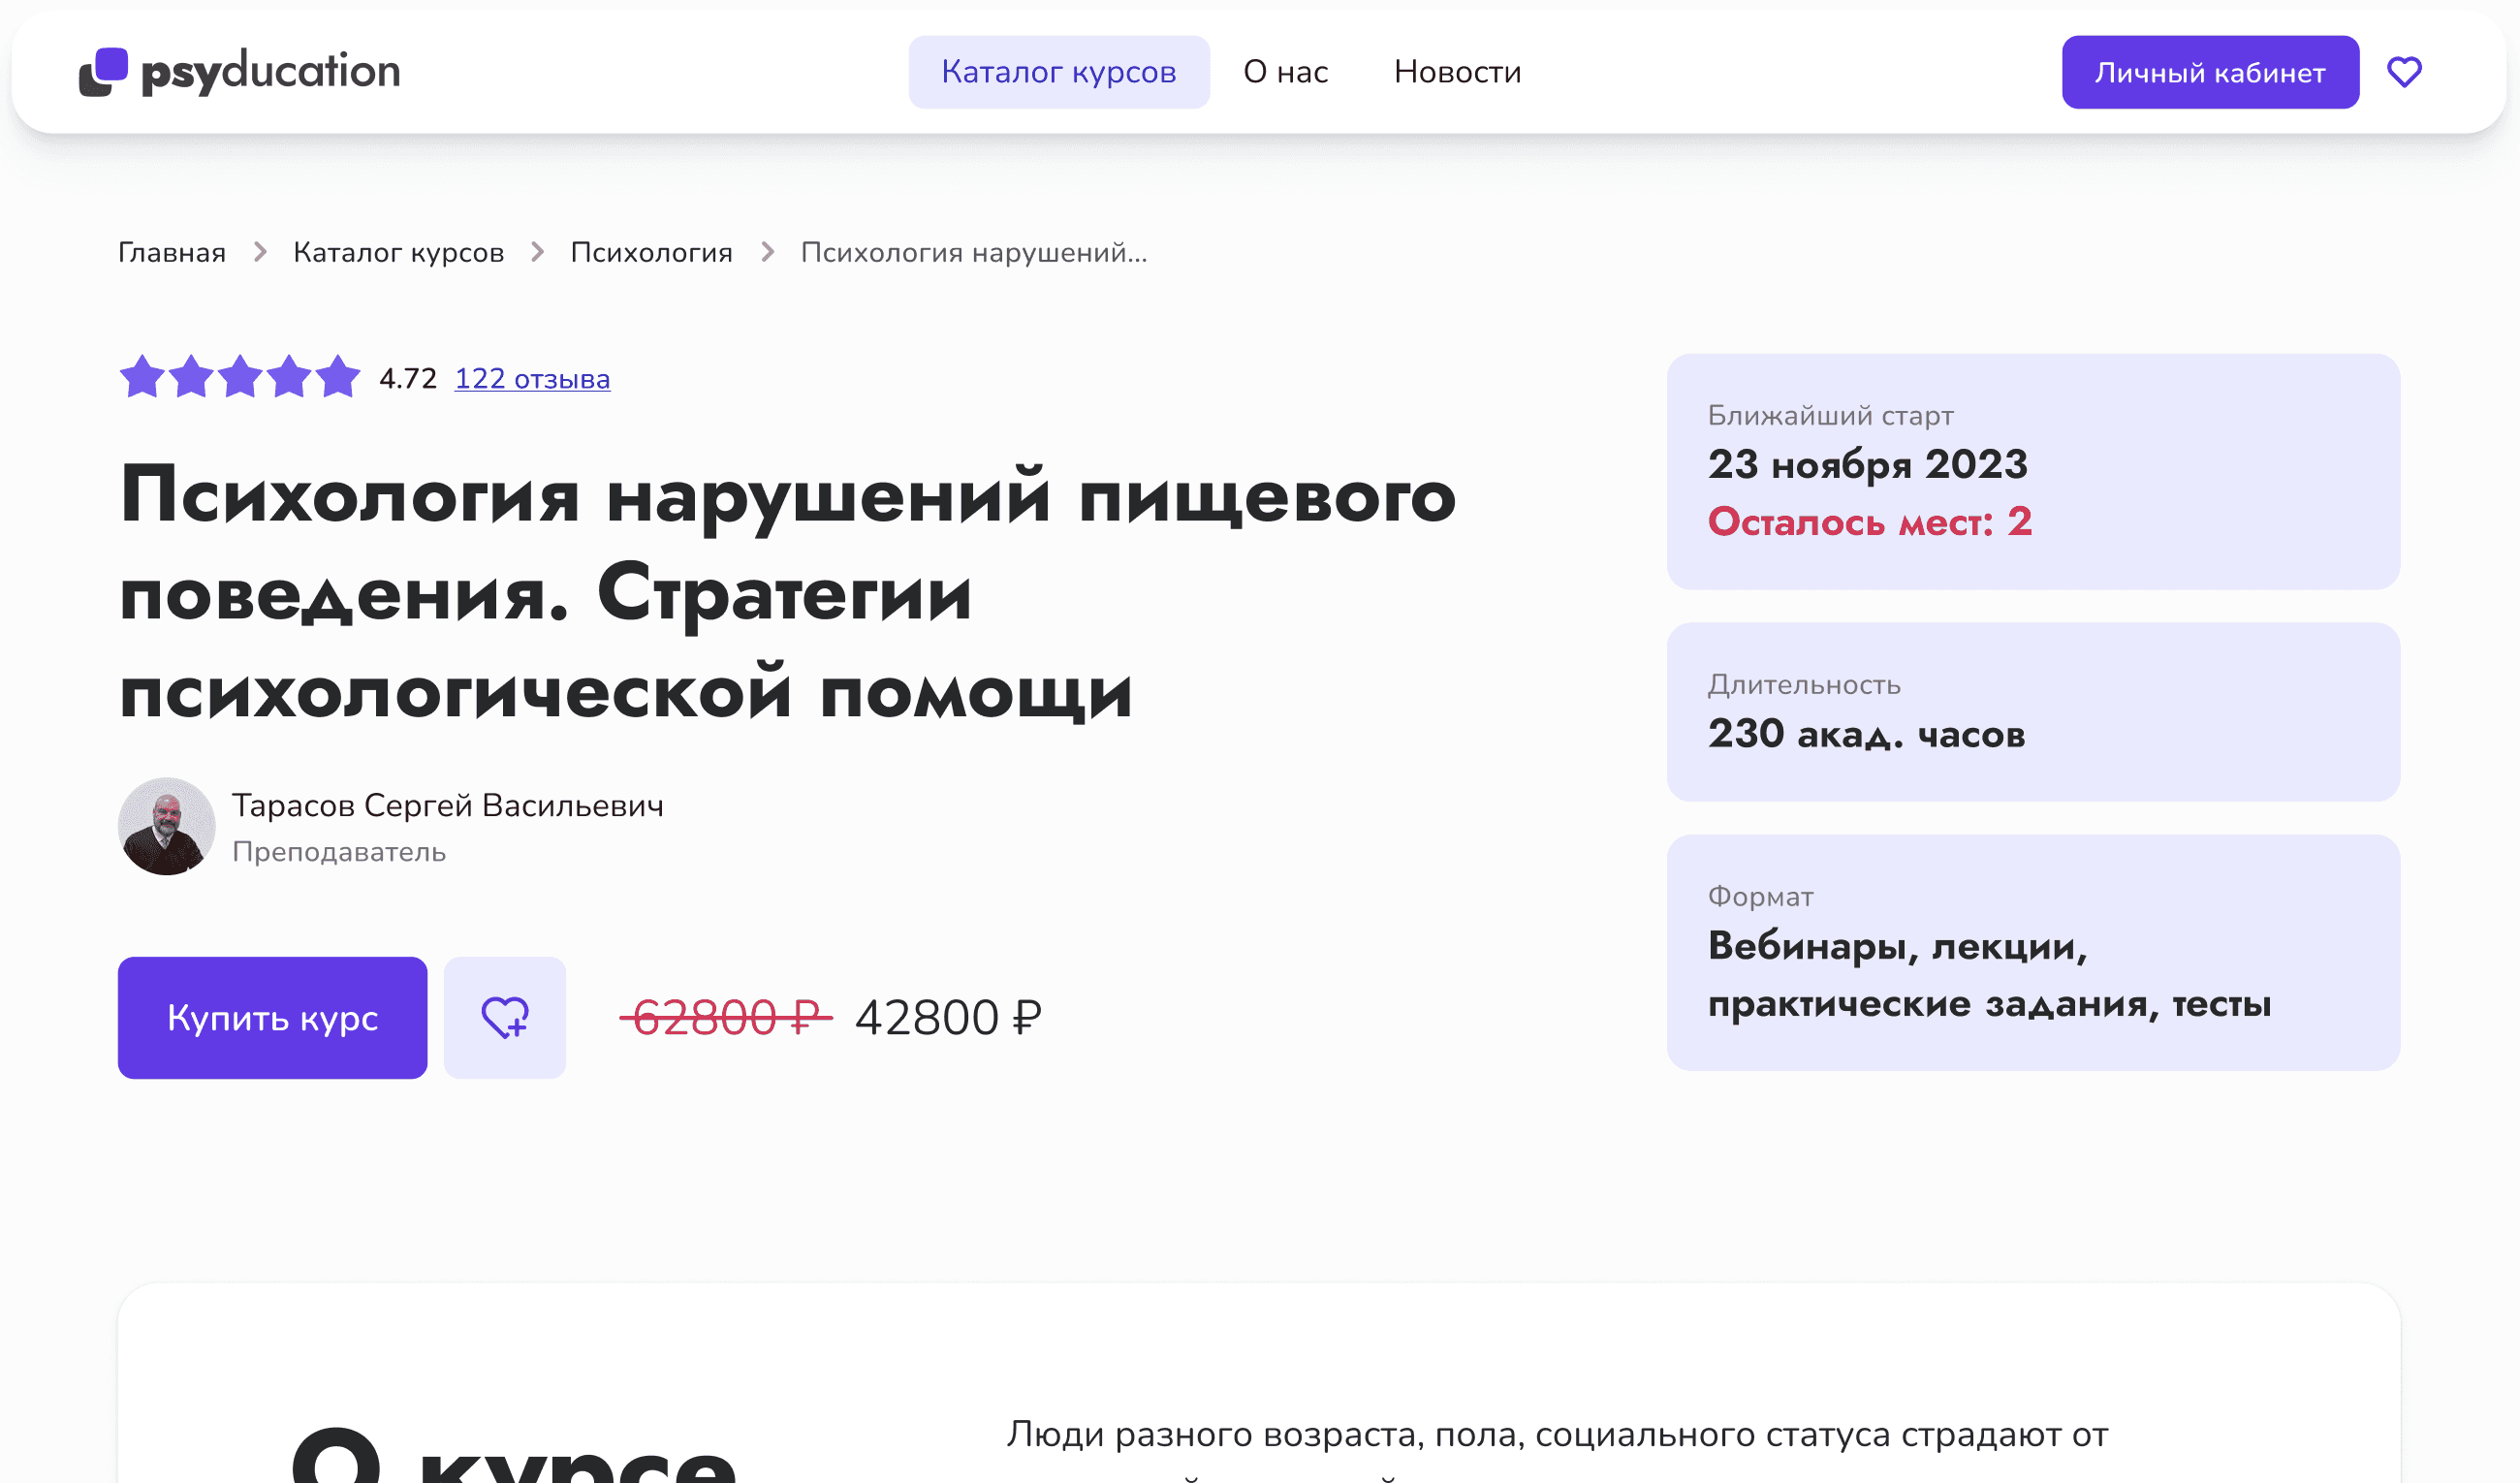 psyducation
Каталог курсов
О нас
Новости
Личный кабинет
Главная
Каталог курсов
Психология
Психология нарушений...
4.72 122 отзыва
Психология нарушений пищевого
поведения. Стратегии
психологической помощи
Тарасов Сергей Васильевич
Преподаватель
Купить курс
62800 ₽ 42800 ₽
Ближайший старт
23 ноября 2023
Осталось мест: 2
Длительность
230 акад. часов
Формат
Вебинары, лекции,
практические задания, тесты
О курсе
Люди разного возраста, пола, социального статуса страдают от